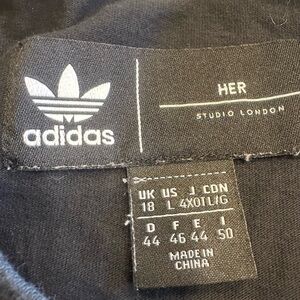 adidas
HER
STUDIO LONDON
UK US J CDN
18 L 4XOT L/G
D F E I
44 46 44 50
MADE IN
CHINA